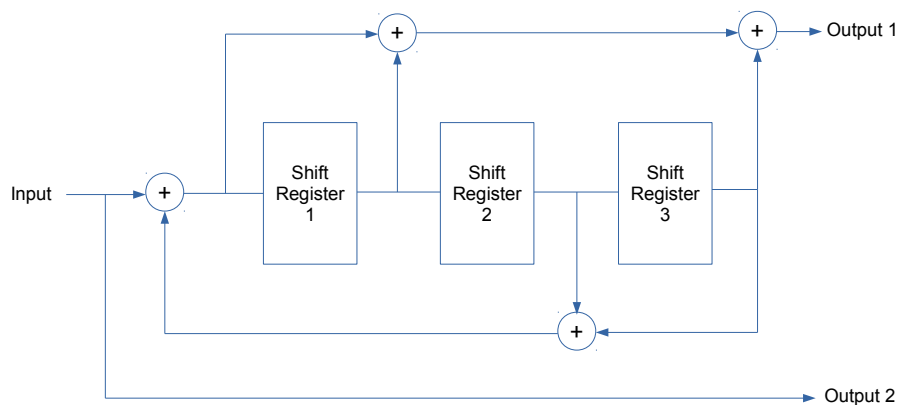 +
+
Output 1
Shift
Register
1
Shift
Register
2
Shift
Register
3
Input
+
+
Output 2